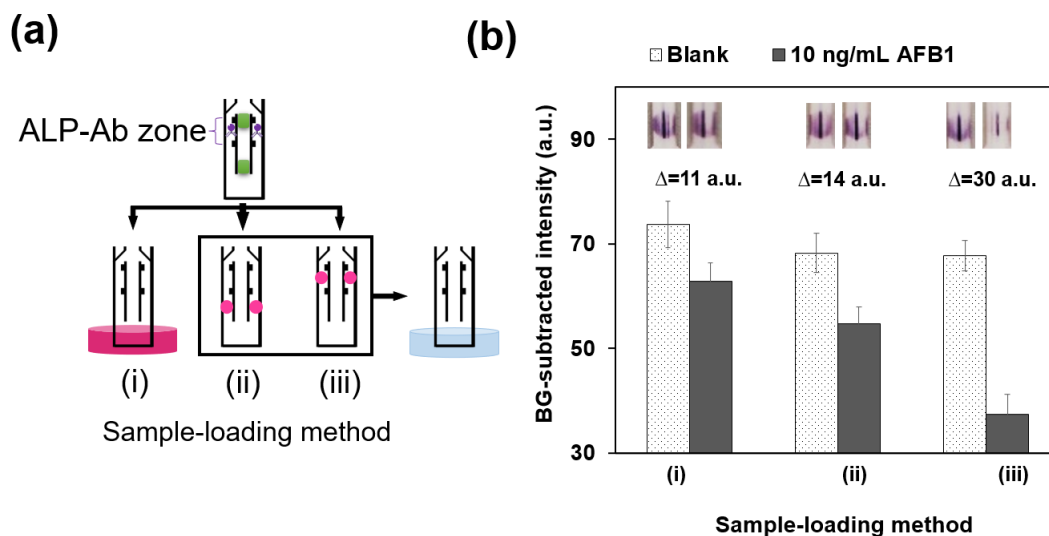 (a)
ALP-Ab zone
(i)
(ii)
(iii)
Sample-loading method
(b)
Blank
10 ng/mL AFB1
BG-subtracted intensity (a.u.)
90
70
50
30
Δ=11 a.u.
Δ=14 a.u.
Δ=30 a.u.
(i)
(ii)
(iii)
Sample-loading method